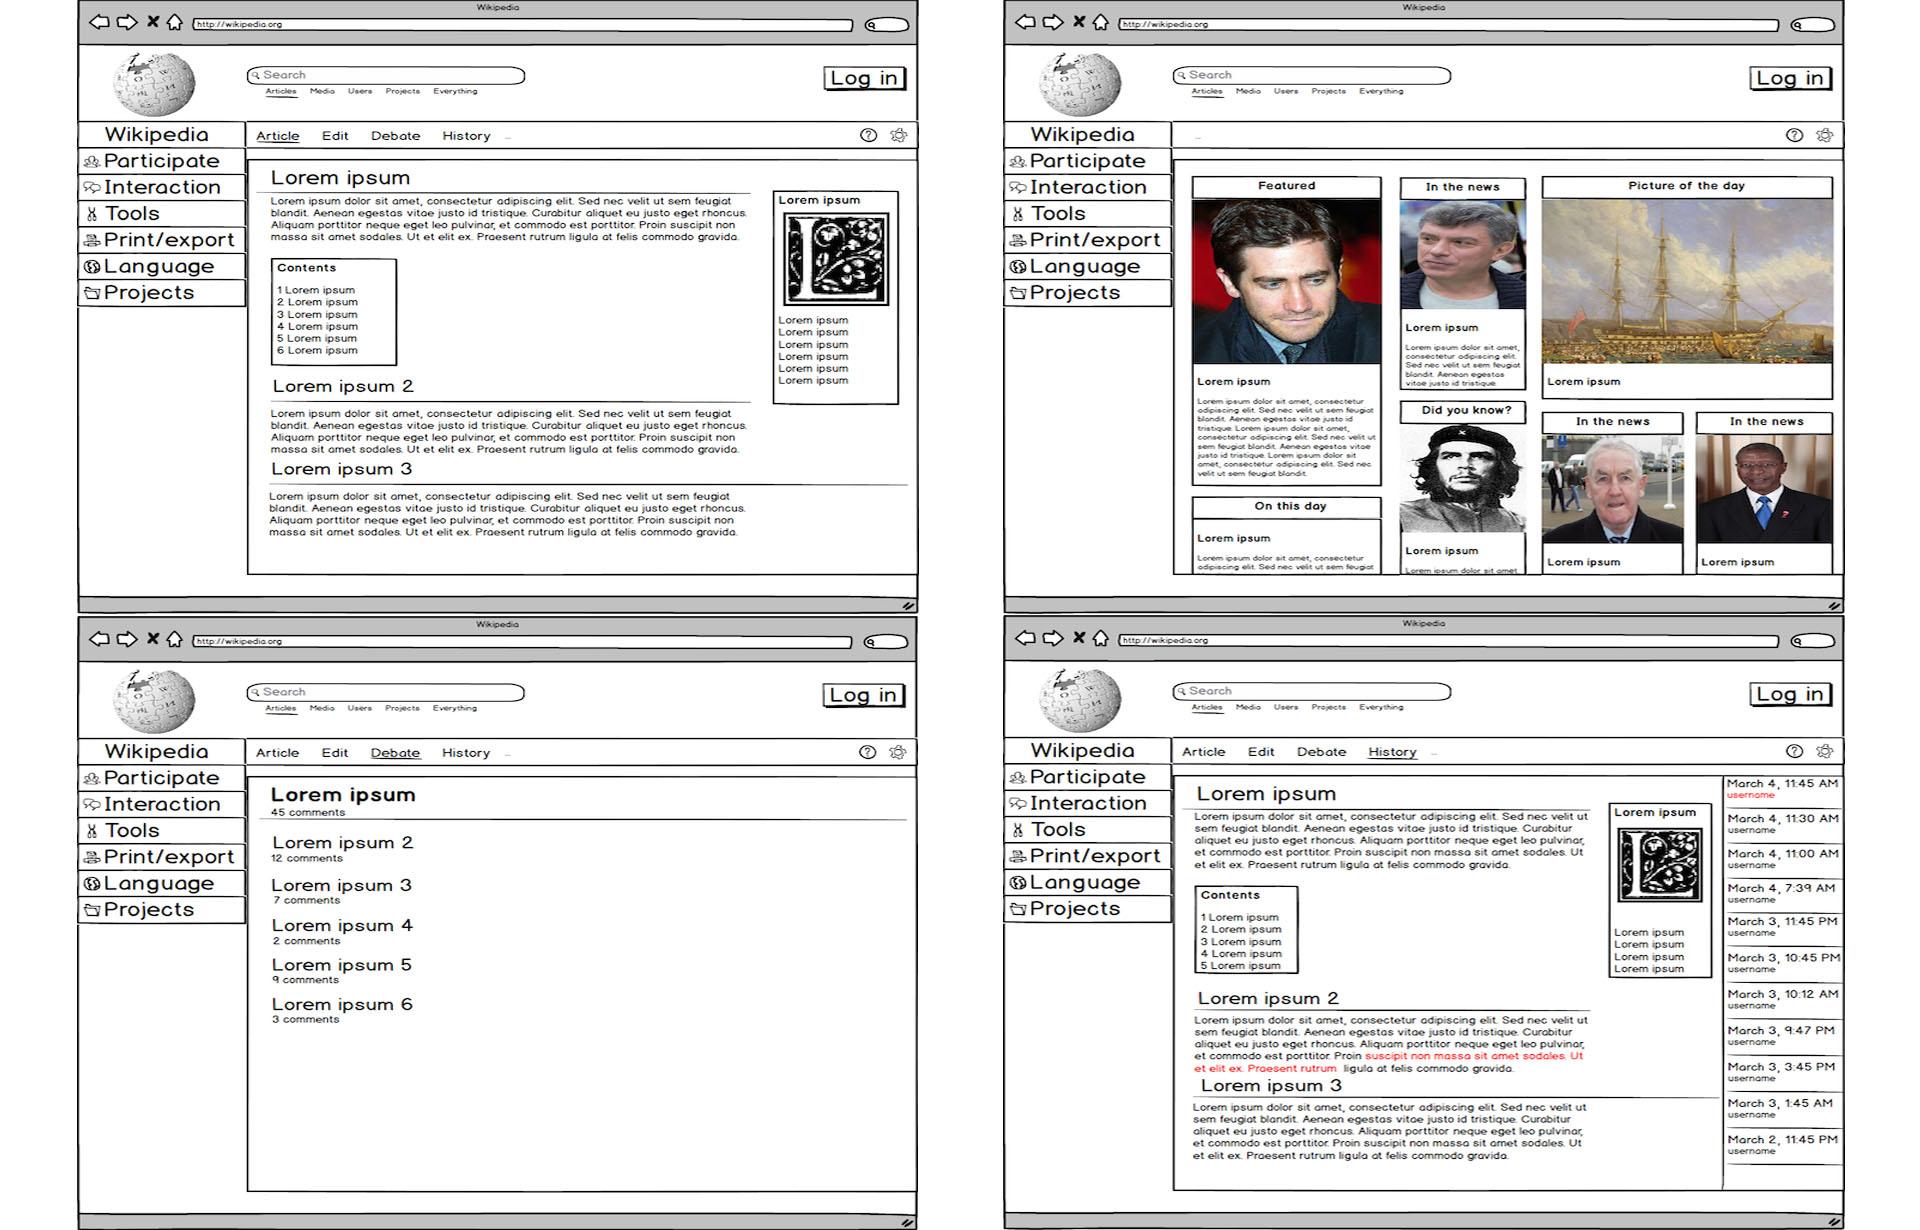 Wikipedia
http://wikipedia.org
Search
Articles Media Users Projects Everything
Log in
Wikipedia
Participate
Interaction
Tools
Print/export
Language
Projects
Article Edit Debate History ...
Lorem ipsum
Lorem ipsum dolor sit amet, consectetur adipiscing elit. Sed nec velit ut sem feugiat
blandit. Aenean egestas vitae justo id tristique. Curabitur aliquet eu justo eget rhoncus.
Aliquam porttitor neque eget leo pulvinar, et commodo est porttitor. Proin suscipit non
massa sit amet sodales. Ut et elit ex. Praesent rutrum ligula at felis commodo gravida.
Contents
1 Lorem ipsum
2 Lorem ipsum
3 Lorem ipsum
4 Lorem ipsum
5 Lorem ipsum
6 Lorem ipsum
Lorem ipsum
L
Lorem ipsum
Lorem ipsum
Lorem ipsum
Lorem ipsum
Lorem ipsum
Lorem ipsum
Lorem ipsum 2
Lorem ipsum dolor sit amet, consectetur adipiscing elit. Sed nec velit ut sem feugiat
blandit. Aenean egestas vitae justo id tristique. Curabitur aliquet eu justo eget rhoncus.
Aliquam porttitor neque eget leo pulvinar, et commodo est porttitor. Proin suscipit non
massa sit amet sodales. Ut et elit ex. Praesent rutrum ligula at felis commodo gravida.
Lorem ipsum 3
Lorem ipsum dolor sit amet, consectetur adipiscing elit. Sed nec velit ut sem feugiat
blandit. Aenean egestas vitae justo id tristique. Curabitur aliquet eu justo eget rhoncus.
Aliquam porttitor neque eget leo pulvinar, et commodo est porttitor. Proin suscipit non
massa sit amet sodales. Ut et elit ex. Praesent rutrum ligula at felis commodo gravida.
Wikipedia
http://wikipedia.org
Search
Articles Media Users Projects Everything
Log in
Wikipedia
Participate
Interaction
Tools
Print/export
Language
Projects
...
Featured
Lorem ipsum
Lorem ipsum dolor sit amet, consectetur
adipiscing elit. Sed nec velit ut sem feugiat
blandit. Aenean egestas vitae justo id
tristique. Lorem ipsum dolor sit amet,
consectetur adipiscing elit. Sed nec velit ut
sem feugiat blandit. Aenean egestas vitae
justo id tristique. Lorem ipsum dolor sit
amet, consectetur adipiscing elit. Sed nec
velit ut sem feugiat blandit.
On this day
Lorem ipsum
Lorem ipsum dolor sit amet, consectetur
adipiscing elit. Sed nec velit ut sem feugiat
In the news
Lorem ipsum
Lorem ipsum dolor sit amet,
consectetur adipiscing elit.
Sed nec velit ut sem feugiat
blandit. Aenean egestas
vitae justo id tristique.
Did you know?
Lorem ipsum
Lorem ipsum dolor sit amet,
Picture of the day
Lorem ipsum
In the news
Lorem ipsum
In the news
Lorem ipsum
Wikipedia
http://wikipedia.org
Search
Articles Media Users Projects Everything
Log in
Wikipedia
Participate
Interaction
Tools
Print/export
Language
Projects
Article Edit Debate History ...
Lorem ipsum
45 comments
Lorem ipsum 2
12 comments
Lorem ipsum 3
7 comments
Lorem ipsum 4
2 comments
Lorem ipsum 5
9 comments
Lorem ipsum 6
3 comments
Wikipedia
http://wikipedia.org
Search
Articles Media Users Projects Everything
Log in
Wikipedia
Participate
Interaction
Tools
Print/export
Language
Projects
Article Edit Debate History ...
Lorem ipsum
Lorem ipsum dolor sit amet, consectetur adipiscing elit. Sed nec velit ut
sem feugiat blandit. Aenean egestas vitae justo id tristique. Curabitur
aliquet eu justo eget rhoncus. Aliquam porttitor neque eget leo pulvinar,
et commodo est porttitor. Proin suscipit non massa sit amet sodales. Ut
et elit ex. Praesent rutrum ligula at felis commodo gravida.
Contents
1 Lorem ipsum
2 Lorem ipsum
3 Lorem ipsum
4 Lorem ipsum
5 Lorem ipsum
Lorem ipsum
L
Lorem ipsum
Lorem ipsum
Lorem ipsum
Lorem ipsum
Lorem ipsum 2
Lorem ipsum dolor sit amet, consectetur adipiscing elit. Sed nec velit ut
sem feugiat blandit. Aenean egestas vitae justo id tristique. Curabitur
aliquet eu justo eget rhoncus. Aliquam porttitor neque eget leo pulvinar,
et commodo est porttitor. Proin suscipit non massa sit amet sodales. Ut
et elit ex. Praesent rutrum ligula at felis commodo gravida.
Lorem ipsum 3
Lorem ipsum dolor sit amet, consectetur adipiscing elit. Sed nec velit ut
sem feugiat blandit. Aenean egestas vitae justo id tristique. Curabitur
aliquet eu justo eget rhoncus. Aliquam porttitor neque eget leo pulvinar,
et commodo est porttitor. Proin suscipit non massa sit amet sodales. Ut
et elit ex. Praesent rutrum ligula at felis commodo gravida.
March 4, 11:45 AM
username
March 4, 11:30 AM
username
March 4, 11:00 AM
username
March 4, 7:39 AM
username
March 3, 11:45 PM
username
March 3, 10:45 PM
username
March 3, 10:12 AM
username
March 3, 9:47 PM
username
March 3, 3:45 PM
username
March 3, 1:45 AM
username
March 2, 11:45 PM
username